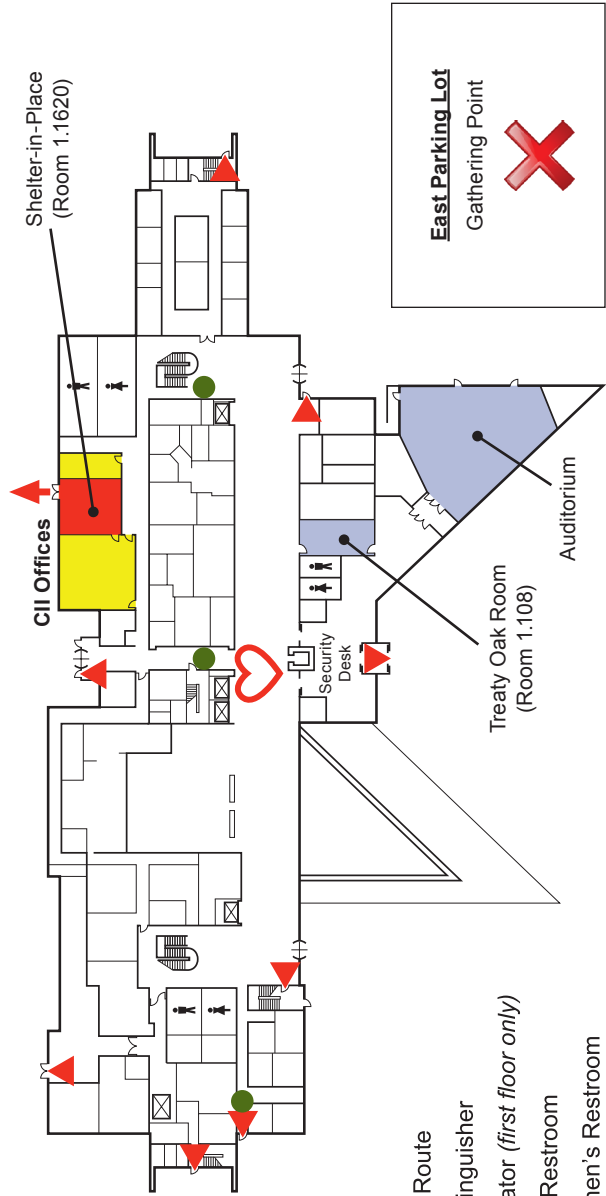 Shelter-in-Place
(Room 1.1620)
CII Offices
East Parking Lot
Gathering Point
Security
Desk
Treaty Oak Room
(Room 1.108)
Auditorium
Route
(first floor only)
Restroom
Restroom